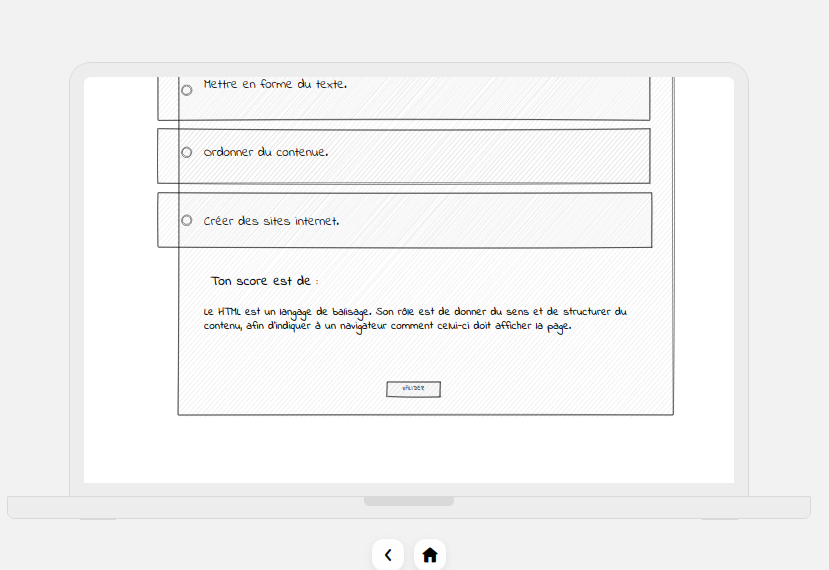 Mettre en forme du texte.
Ordonner du contenue.
Créer des sites internet.
Ton score est de :
Le HTML est un langage de balisage. Son rôle est de donner du sens et de structurer du
contenu, afin d'indiquer à un navigateur comment celui-ci doit afficher la page.
VALIDER